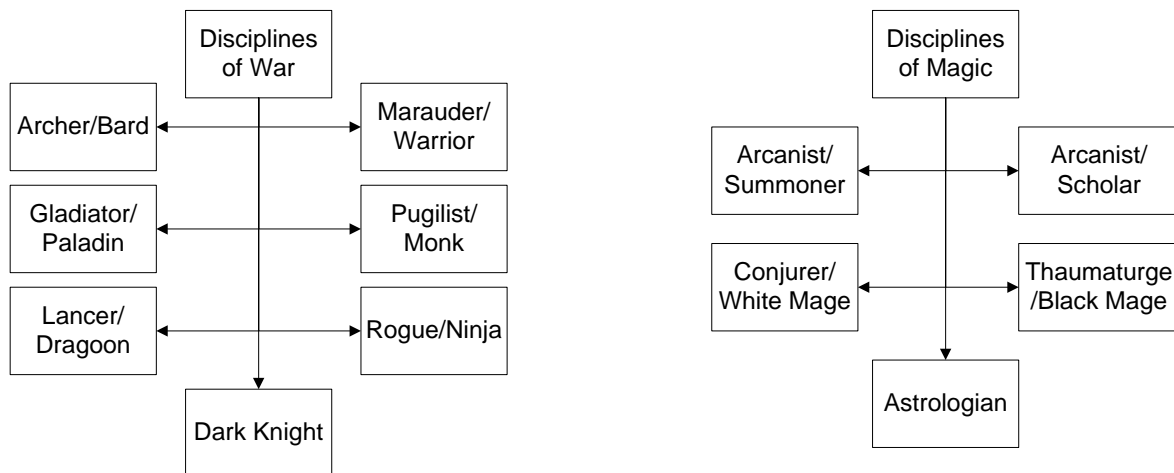 Disciplines
of War
Archer/Bard
Marauder/
Warrior
Gladiator/
Paladin
Pugilist/
Monk
Lancer/
Dragoon
Rogue/Ninja
Dark Knight
Disciplines
of Magic
Arcanist/
Summoner
Arcanist/
Scholar
Conjurer/
White Mage
Thaumaturge
/Black Mage
Astrologian